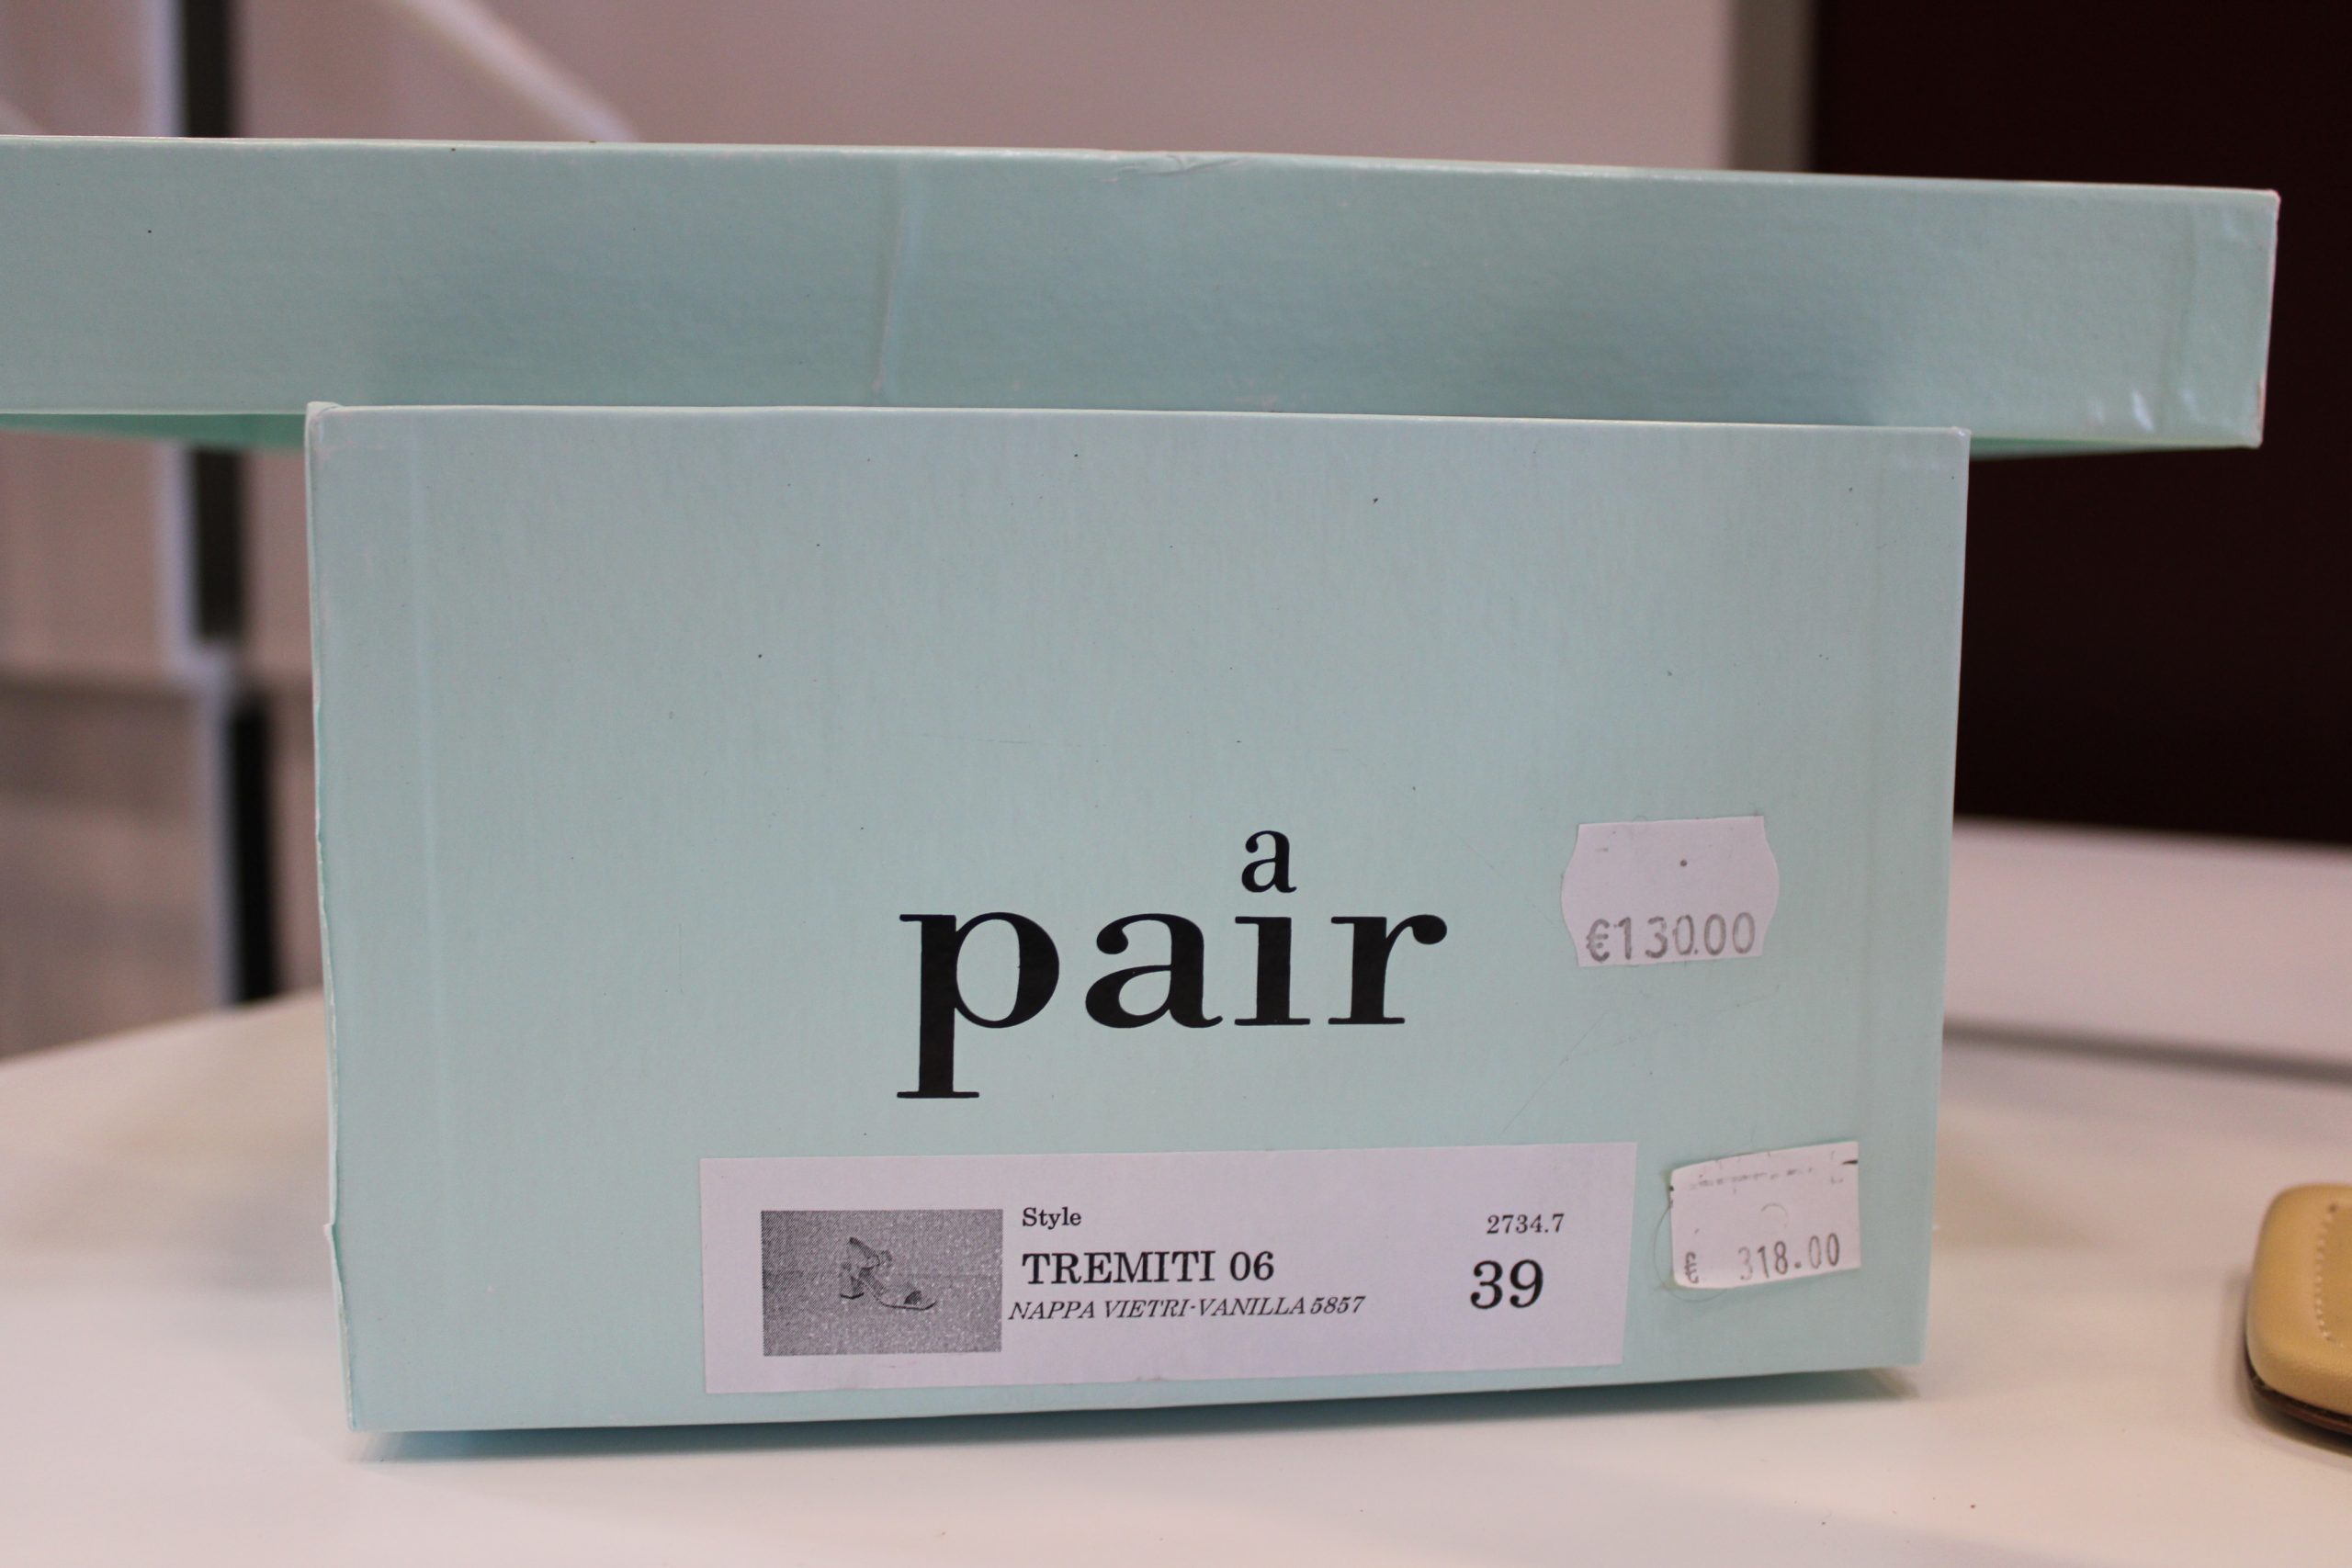 a
pair
€130.00
Style
2734.7
TREMITI 06
39
NAPPA VIETRI-VANILLA 5857
€ 318.00